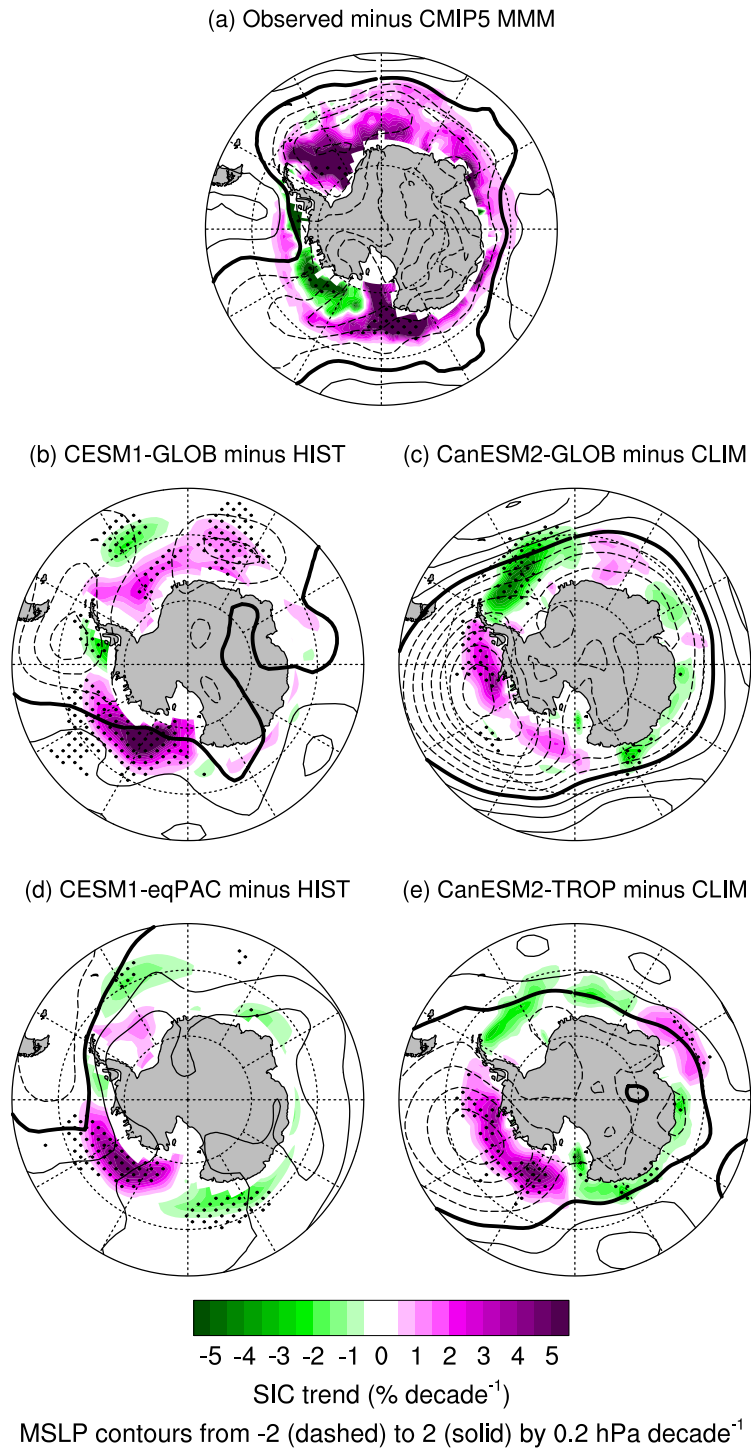 (a) Observed minus CMIP5 MMM
(b) CESM1-GLOB minus HIST
(c) CanESM2-GLOB minus CLIM
(d) CESM1-eqPAC minus HIST
(e) CanESM2-TROP minus CLIM
-5 -4 -3 -2 -1 0 1 2 3 4 5
SIC trend (% decade⁻¹)
MSLP contours from -2 (dashed) to 2 (solid) by 0.2 hPa decade⁻¹